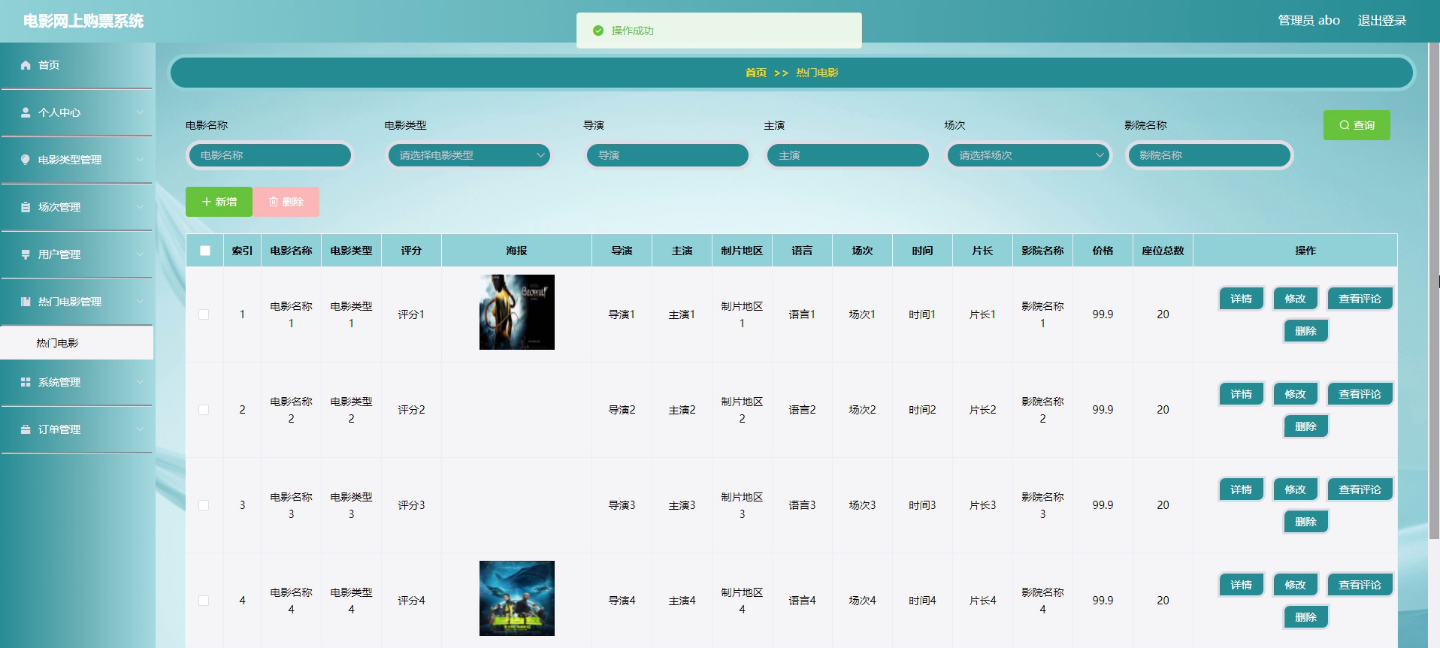 电影网上购票系统
操作成功
管理员 abo 退出登录
首页
个人中心
电影类型管理
场次管理
用户管理
热门电影管理
热门电影
系统管理
订单管理
首页 >> 热门电影
电影名称 电影类型 导演 主演 场次 影院名称
电影名称 请选择电影类型 导演 主演 请选择场次 影院名称
查询
新增 删除
索引 电影名称 电影类型 评分 海报 导演 主演 制片地区 语言 场次 时间 片长 影院名称 价格 座位总数 操作
1 电影名称1 电影类型1 评分1 BEOWULF 导演1 主演1 制片地区1 语言1 场次1 时间1 片长1 影院名称1 99.9 20 详情 修改 查看评论 删除
2 电影名称2 电影类型2 评分2 导演2 主演2 制片地区2 语言2 场次2 时间2 片长2 影院名称2 99.9 20 详情 修改 查看评论 删除
3 电影名称3 电影类型3 评分3 导演3 主演3 制片地区3 语言3 场次3 时间3 片长3 影院名称3 99.9 20 详情 修改 查看评论 删除
4 电影名称4 电影类型4 评分4 导演4 主演4 制片地区4 语言4 场次4 时间4 片长4 影院名称4 99.9 20 详情 修改 查看评论 删除